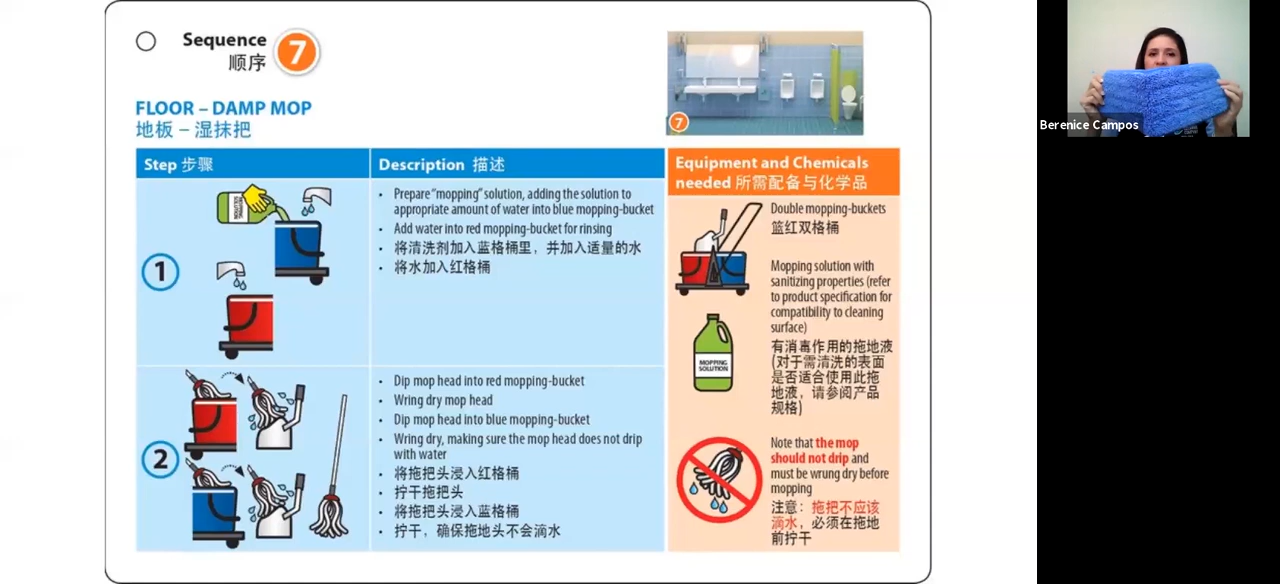 Sequence
顺序
7
FLOOR – DAMP MOP
地板 – 湿抹把
7
Step 步骤
Description 描述
Equipment and Chemicals
needed 所需配备与化学品
1
MOPPING
SOLUTION
• Prepare “mopping” solution, adding the solution to
appropriate amount of water into blue mopping-bucket
• Add water into red mopping-bucket for rinsing
• 将清洗剂加入蓝格桶里，并加入适量的水
• 将水加入红格桶
2
• Dip mop head into red mopping-bucket
• Wring dry mop head
• Dip mop head into blue mopping-bucket
• Wring dry, making sure the mop head does not drip
with water
• 将拖把头浸入红格桶
• 拧干拖把头
• 将拖把头浸入蓝格桶
• 拧干，确保拖地头不会滴水
Double mopping-buckets
篮红双格桶
Mopping solution with
sanitizing properties (refer
to product specification for
compatibility to cleaning
surface)
有消毒作用的拖地液
(对于需清洗的表面
是否适合使用此拖
地液，请参阅产品
规格)
MOPPING
SOLUTION
Note that the mop
should not drip and
must be wrung dry before
mopping
注意：拖把不应该
滴水，必须在拖地
前拧干
Berenice Campos